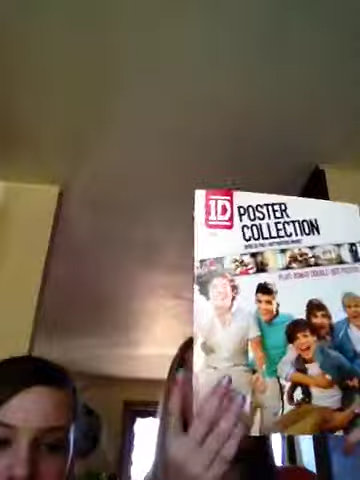 1D
POSTER
COLLECTION
PLUS BONUS DOUBLE-SIDED POSTER